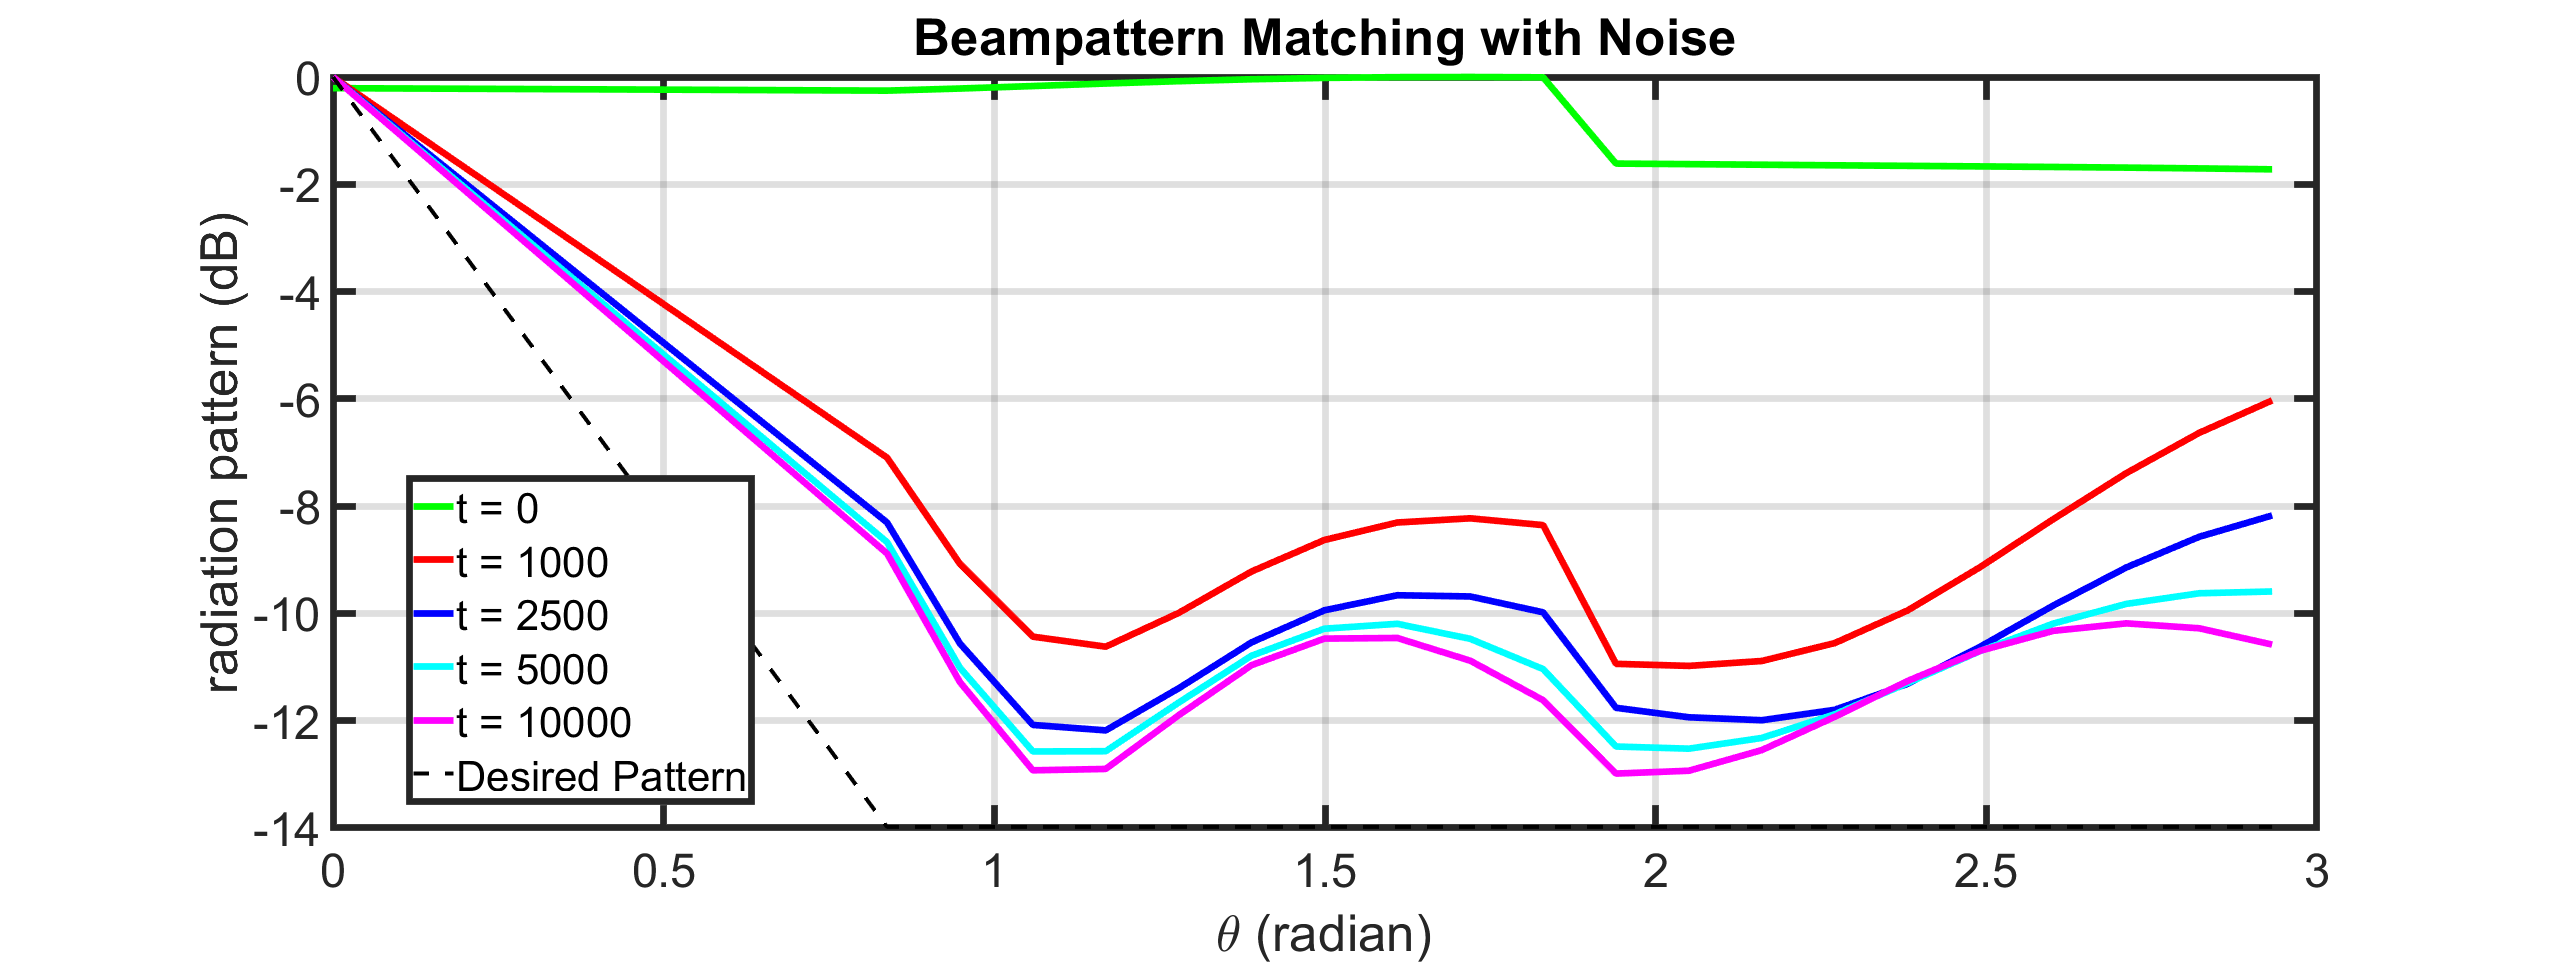 Beampattern Matching with Noise
radiation pattern (dB)
0
-2
-4
-6
-8
-10
-12
-14
t = 0
t = 1000
t = 2500
t = 5000
t = 10000
Desired Pattern
0 0.5 1 1.5 2 2.5 3
θ (radian)